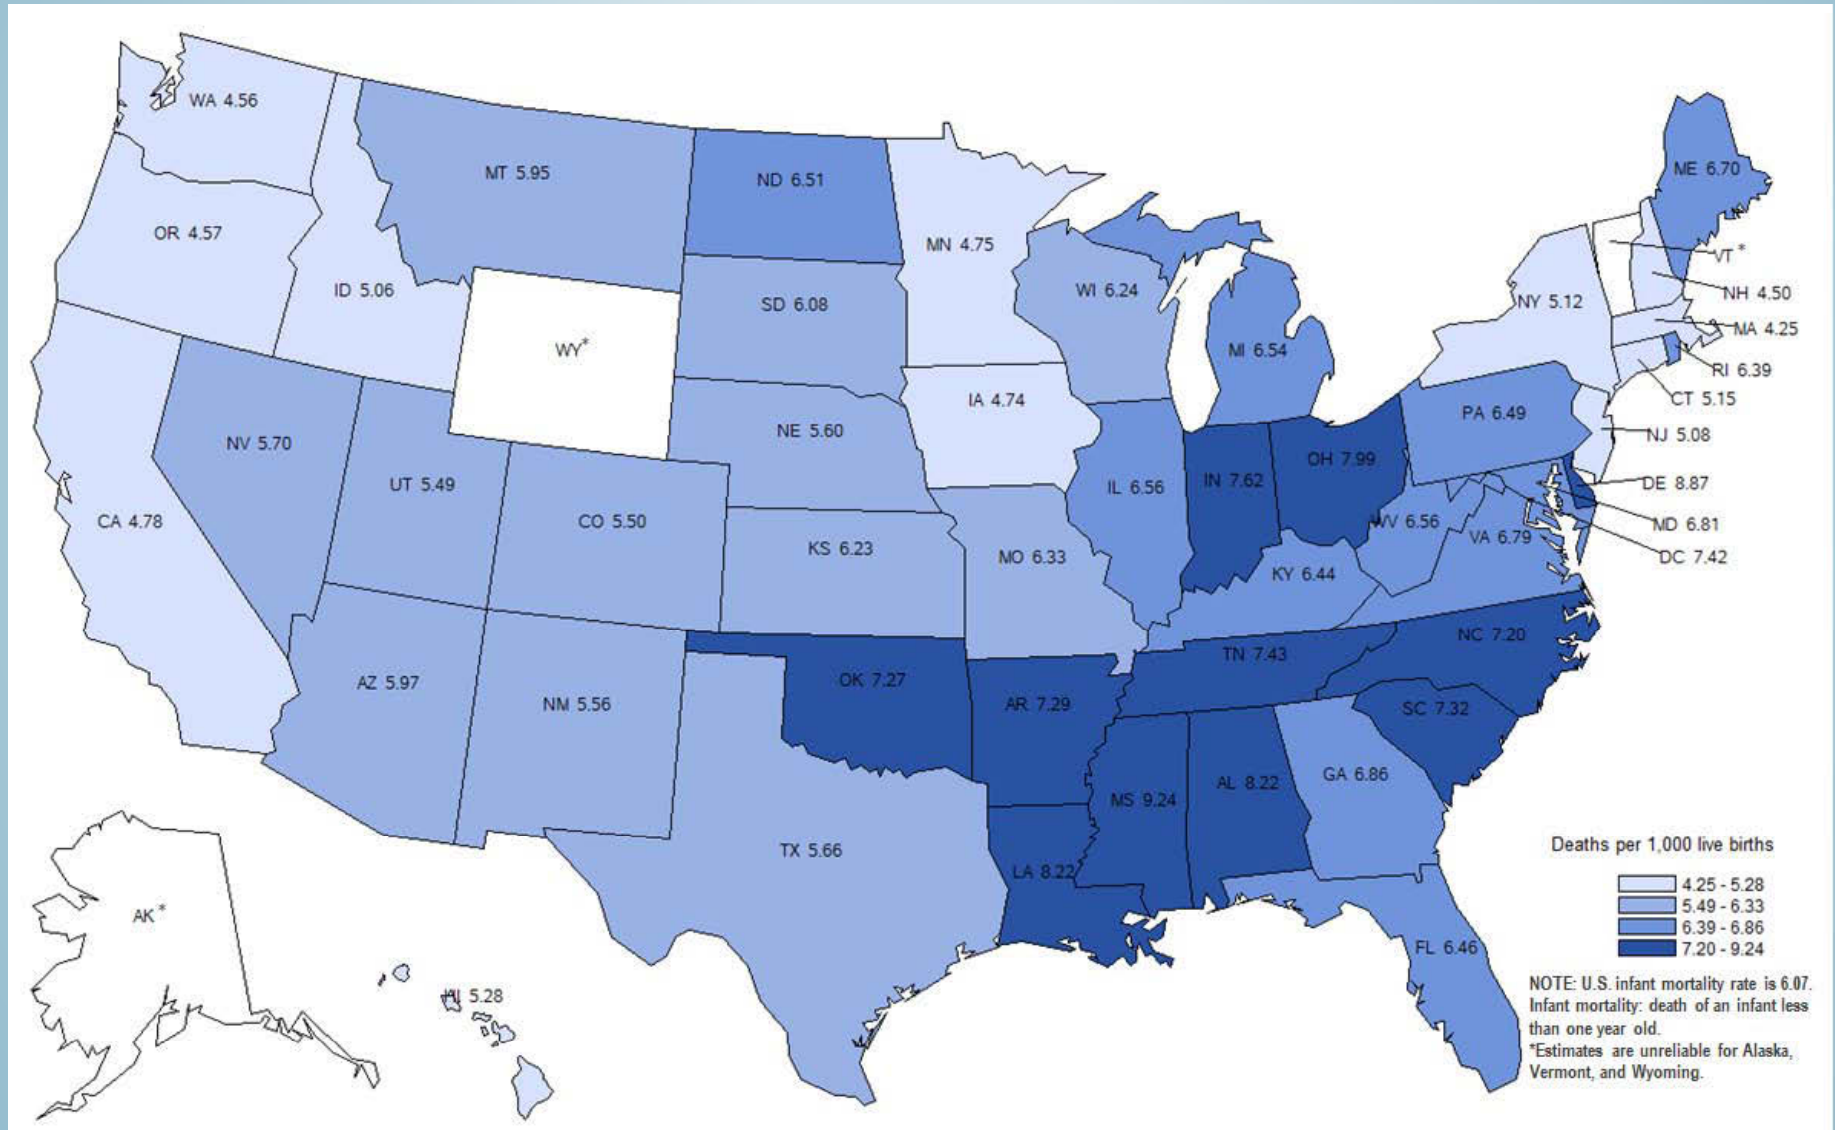 WA 4.56
MT 5.95
ND 6.51
ME 6.70
OR 4.57
MN 4.75
VT*
ID 5.06
SD 6.08
WI 6.24
NY 5.12
NH 4.50
MA 4.25
WY*
MI 6.54
RI 6.39
CT 5.15
IA 4.74
PA 6.49
NV 5.70
NE 5.60
NJ 5.08
UT 5.49
IL 6.56
IN 7.62
OH 7.99
DE 8.87
CA 4.78
CO 5.50
WV 6.56
MD 6.81
KS 6.23
MO 6.33
VA 6.79
DC 7.42
KY 6.44
NC 7.20
TN 7.43
AZ 5.97
NM 5.56
OK 7.27
AR 7.29
SC 7.32
GA 6.86
MS 9.24
AL 8.22
TX 5.66
LA 8.22
AK*
FL 6.46
HI 5.28
Deaths per 1,000 live births
4.25 - 5.28
5.49 - 6.33
6.39 - 6.86
7.20 - 9.24
NOTE: U.S. infant mortality rate is 6.07.
Infant mortality: death of an infant less
than one year old.
*Estimates are unreliable for Alaska,
Vermont, and Wyoming.